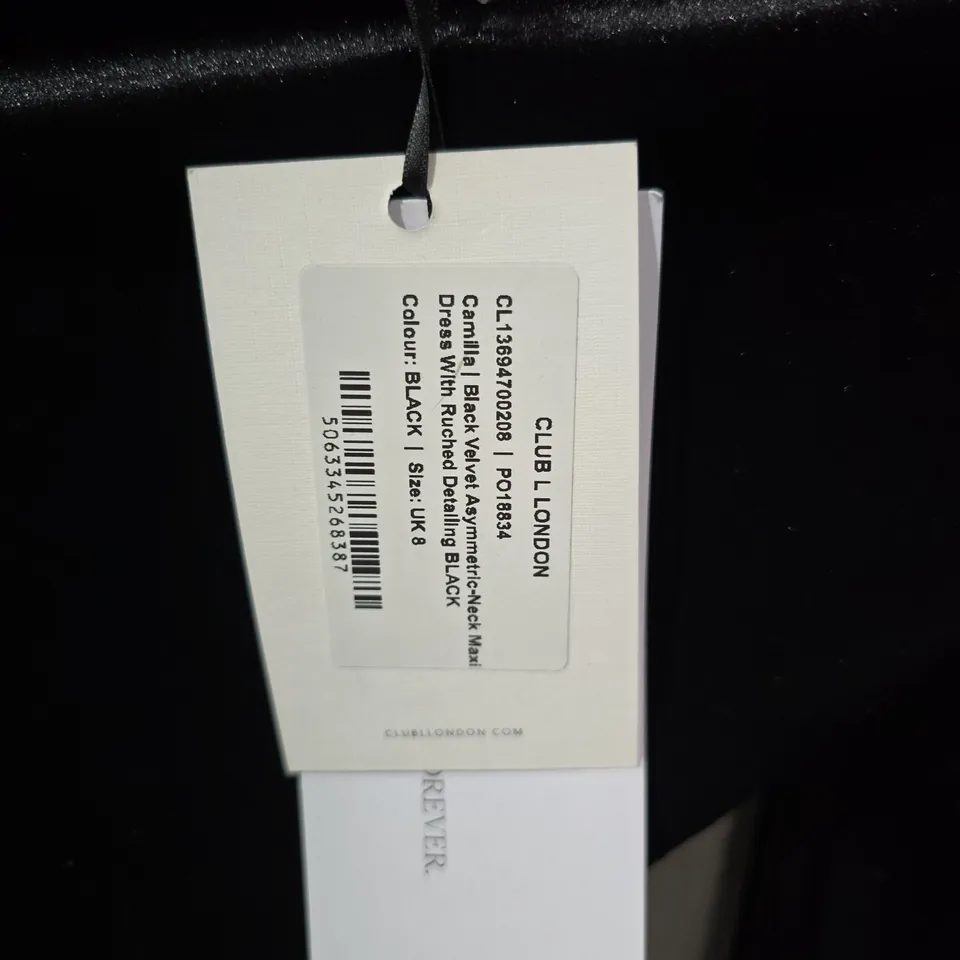 CLUB L LONDON
CL13694700208 | PO18834
Camilla | Black Velvet Asymmetric-Neck Maxi
Dress With Ruched Detailing BLACK
Colour: BLACK | Size: UK 8
5063345268387
CLUBLLONDON.COM
OREVER.